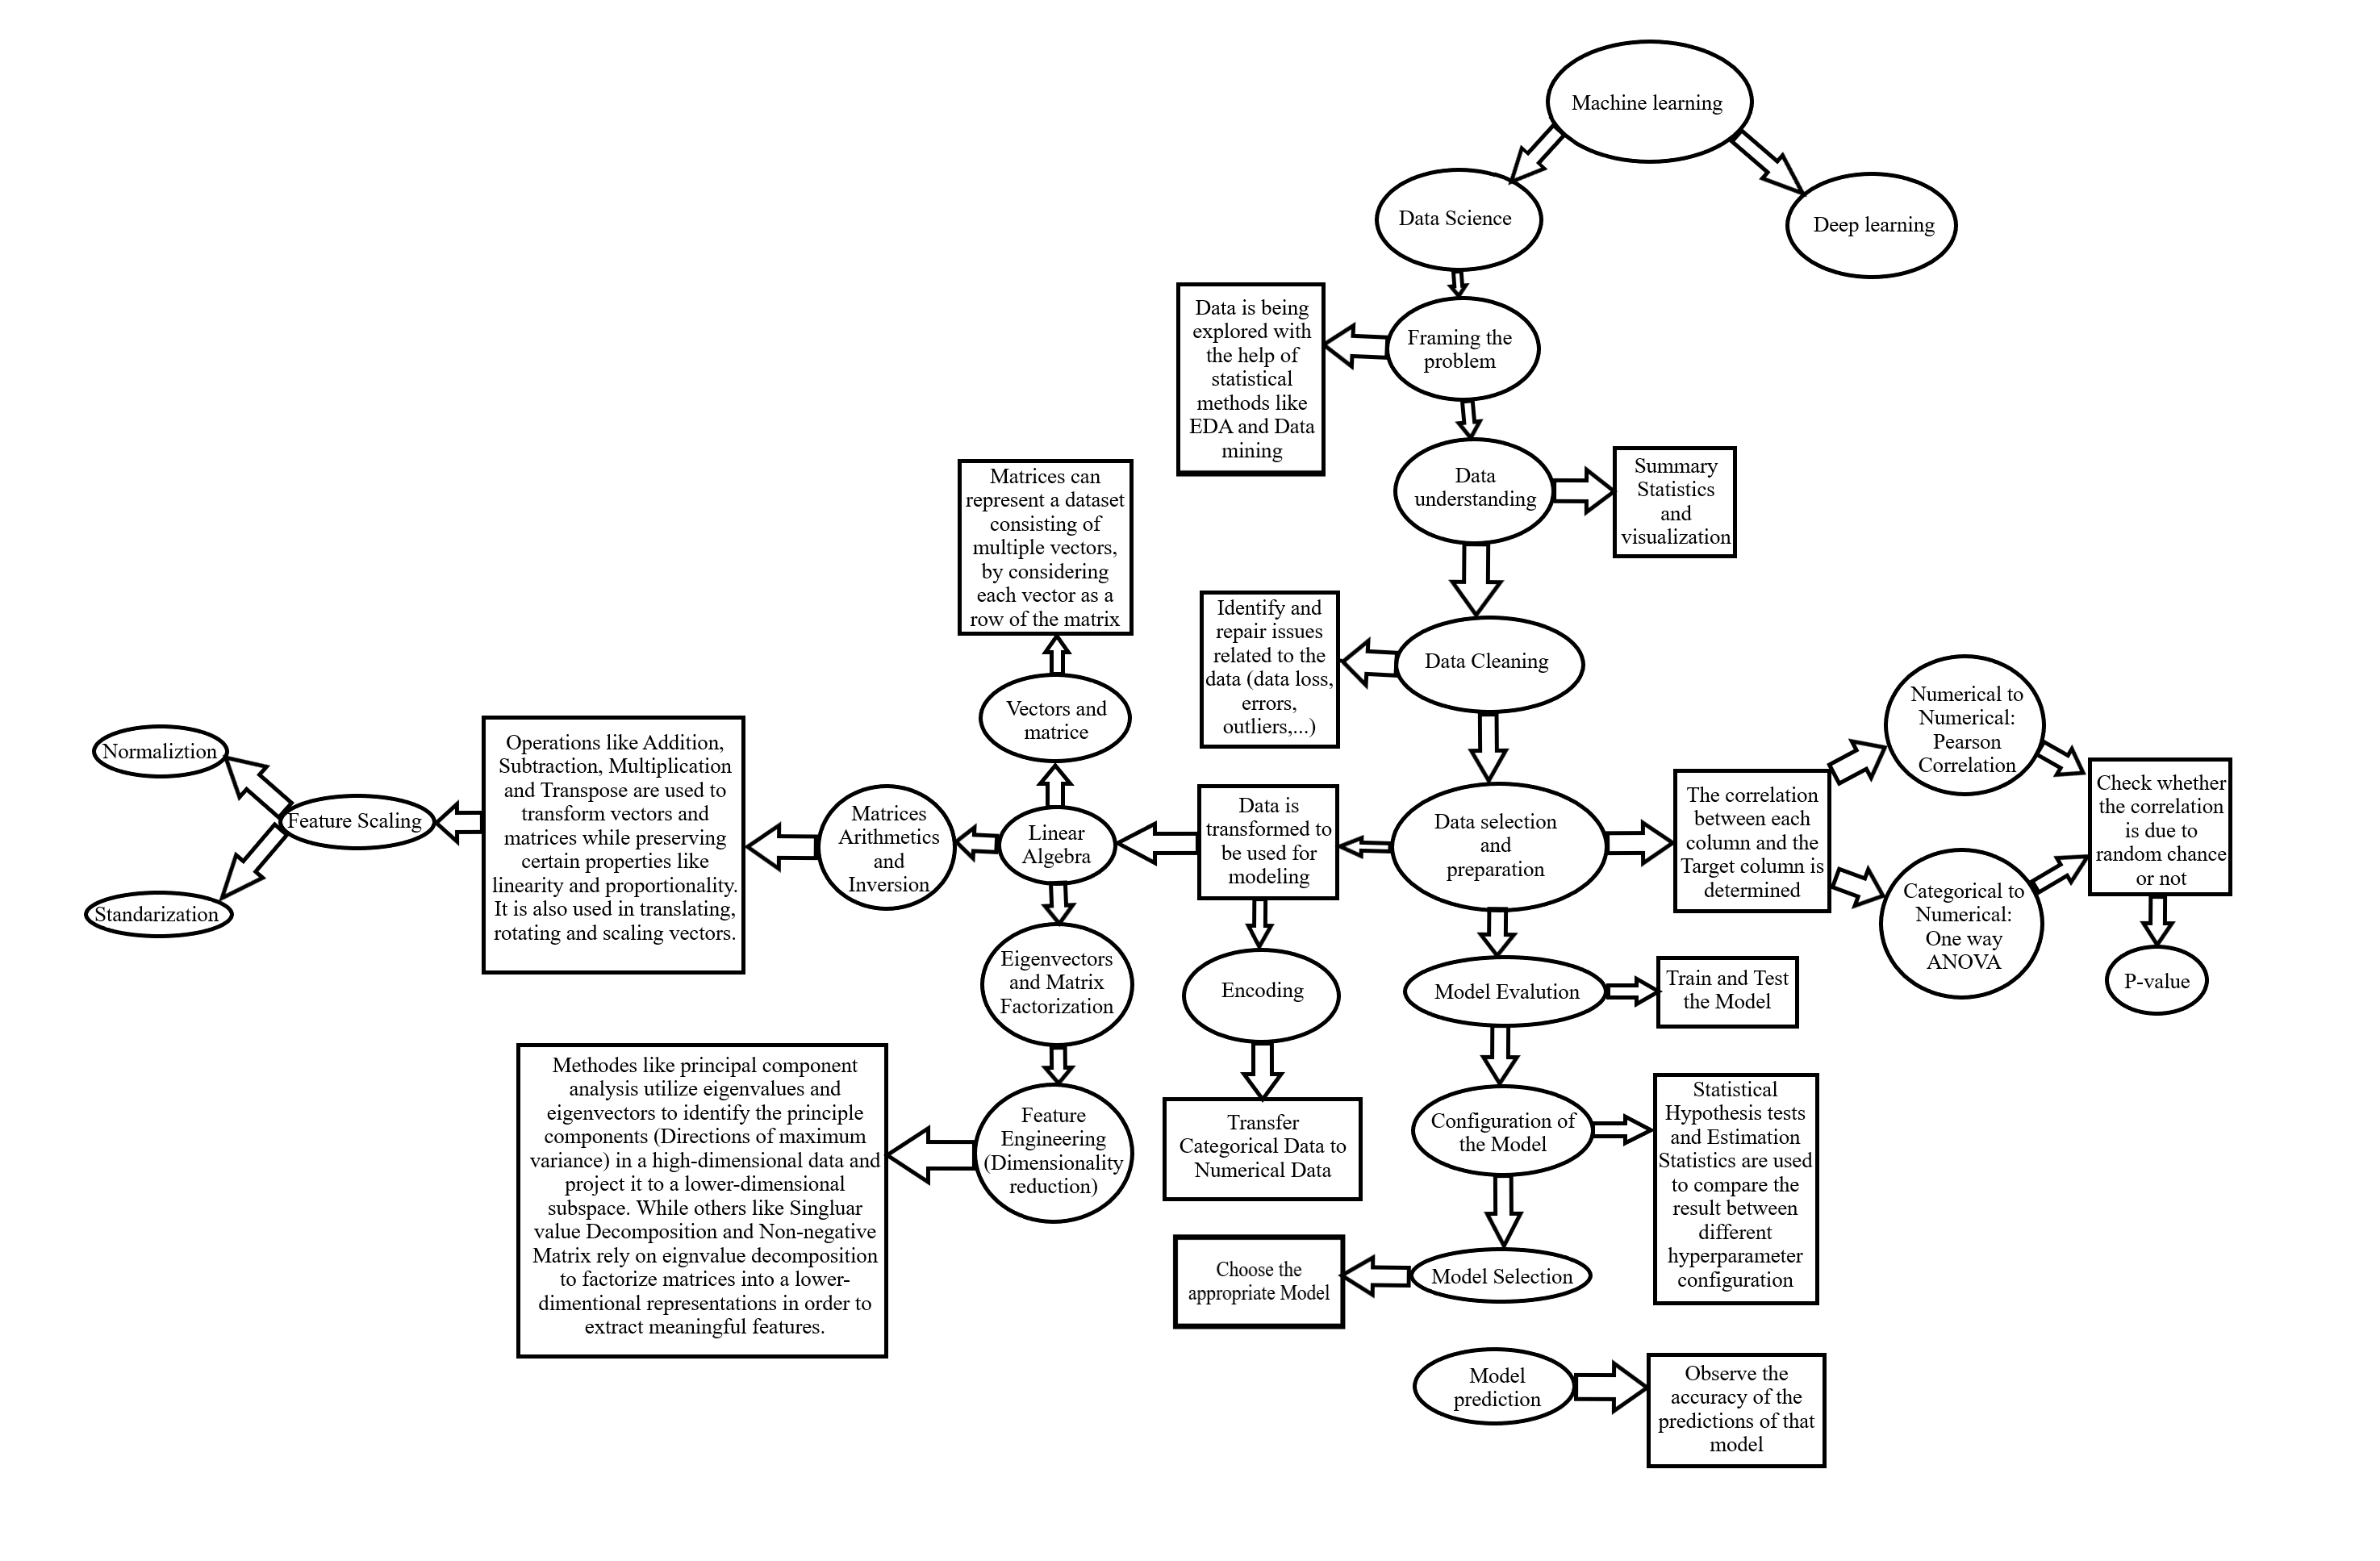 Machine learning
Data Science
Deep learning
Framing the
problem
Data is being
explored with
the help of
statistical
methods like
EDA and Data
mining
Data
understanding
Summary
Statistics
and
visualization
Data Cleaning
Identify and
repair issues
related to the
data (data loss,
errors,
outliers,...)
Data selection
and
preparation
The correlation
between each
column and the
Target column is
determined
Numerical to
Numerical:
Pearson
Correlation
Categorical to
Numerical:
One way
ANOVA
Check whether
the correlation
is due to
random chance
or not
P-value
Data is
transformed to
be used for
modeling
Encoding
Transfer
Categorical Data to
Numerical Data
Linear
Algebra
Vectors and
matrice
Matrices can
represent a dataset
consisting of
multiple vectors,
by considering
each vector as a
row of the matrix
Matrices
Arithmetics
and
Inversion
Operations like Addition,
Subtraction, Multiplication
and Transpose are used to
transform vectors and
matrices while preserving
certain properties like
linearity and proportionality.
It is also used in translating,
rotating and scaling vectors.
Feature Scaling
Normaliztion
Standarization
Eigenvectors
and Matrix
Factorization
Feature
Engineering
(Dimensionality
reduction)
Methodes like principal component
analysis utilize eigenvalues and
eigenvectors to identify the principle
components (Directions of maximum
variance) in a high-dimensional data and
project it to a lower-dimensional
subspace. While others like Singluar
value Decomposition and Non-negative
Matrix rely on eignvalue decomposition
to factorize matrices into a lower-
dimentional representations in order to
extract meaningful features.
Model Evalution
Train and Test
the Model
Configuration of
the Model
Statistical
Hypothesis tests
and Estimation
Statistics are used
to compare the
result between
different
hyperparameter
configuration
Model Selection
Choose the
appropriate Model
Model
prediction
Observe the
accuracy of the
predictions of that
model